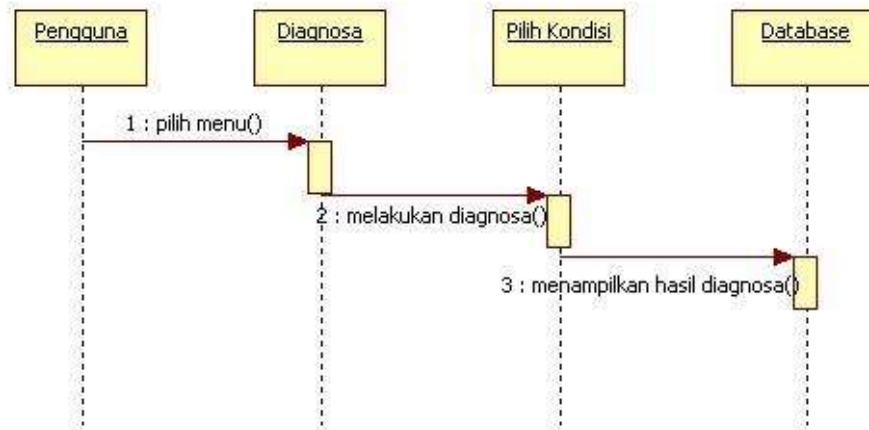 Pengguna
Diagnosa
Pilih Kondisi
Database
1 : pilih menu()
2 : melakukan diagnosa()
3 : menampilkan hasil diagnosa()